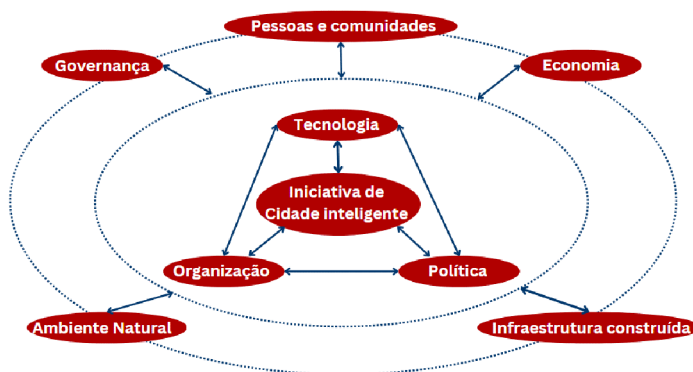 Pessoas e comunidades
Governança
Economia
Tecnologia
Iniciativa de
Cidade inteligente
Organização
Política
Ambiente Natural
Infraestrutura construída